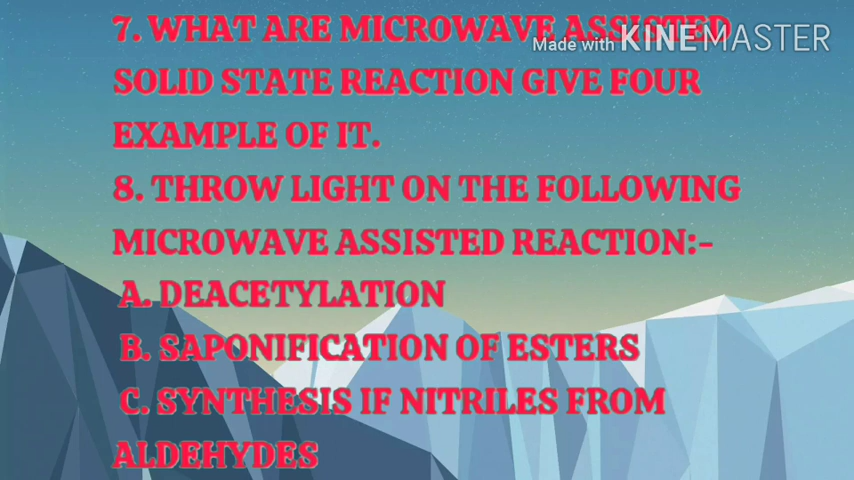 7. WHAT ARE MICROWAVE ASSISTED
Made with KINEMASTER
SOLID STATE REACTION GIVE FOUR
EXAMPLE OF IT.
8. THROW LIGHT ON THE FOLLOWING
MICROWAVE ASSISTED REACTION:-
A. DEACETYLATION
B. SAPONIFICATION OF ESTERS
C. SYNTHESIS IF NITRILES FROM
ALDEHYDES